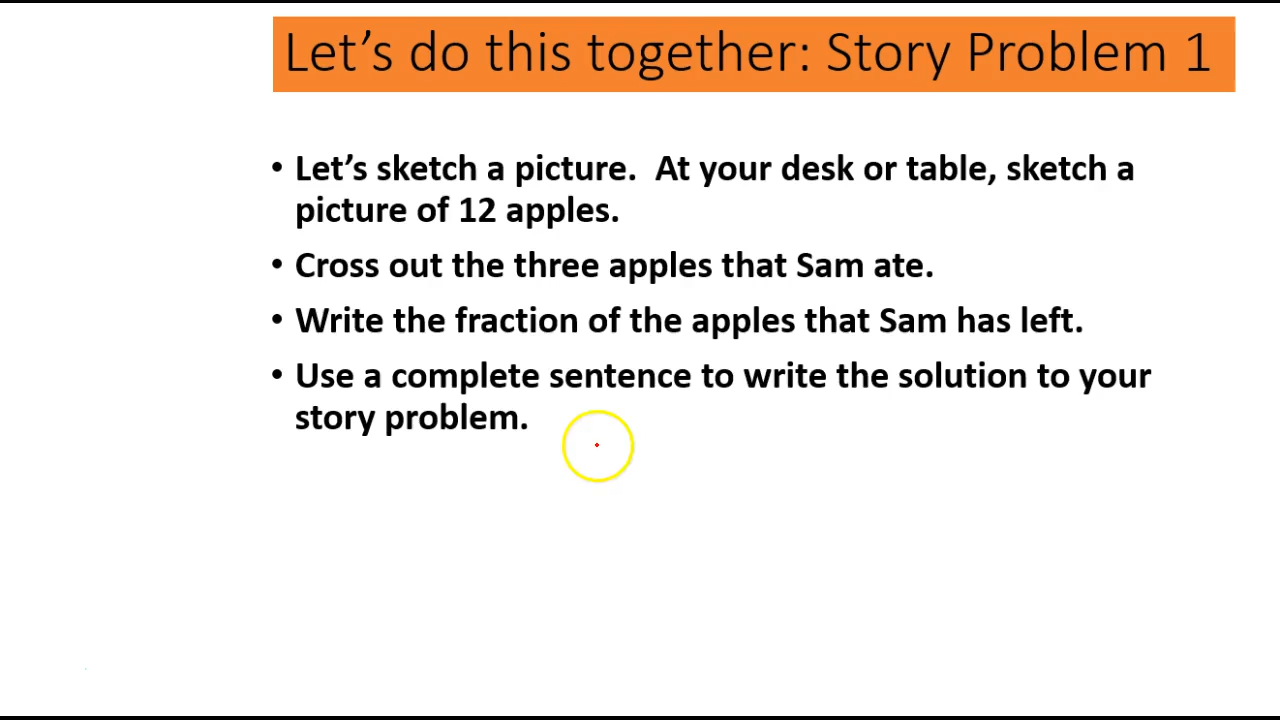 Let’s do this together: Story Problem 1
• Let’s sketch a picture.  At your desk or table, sketch a
picture of 12 apples.
• Cross out the three apples that Sam ate.
• Write the fraction of the apples that Sam has left.
• Use a complete sentence to write the solution to your
story problem.